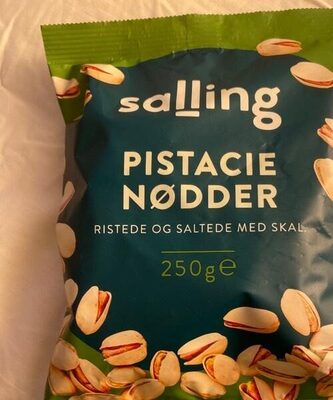 salling
PISTACIE
NØDDER
RISTEDE OG SALTEDE MED SKAL.
250g℮